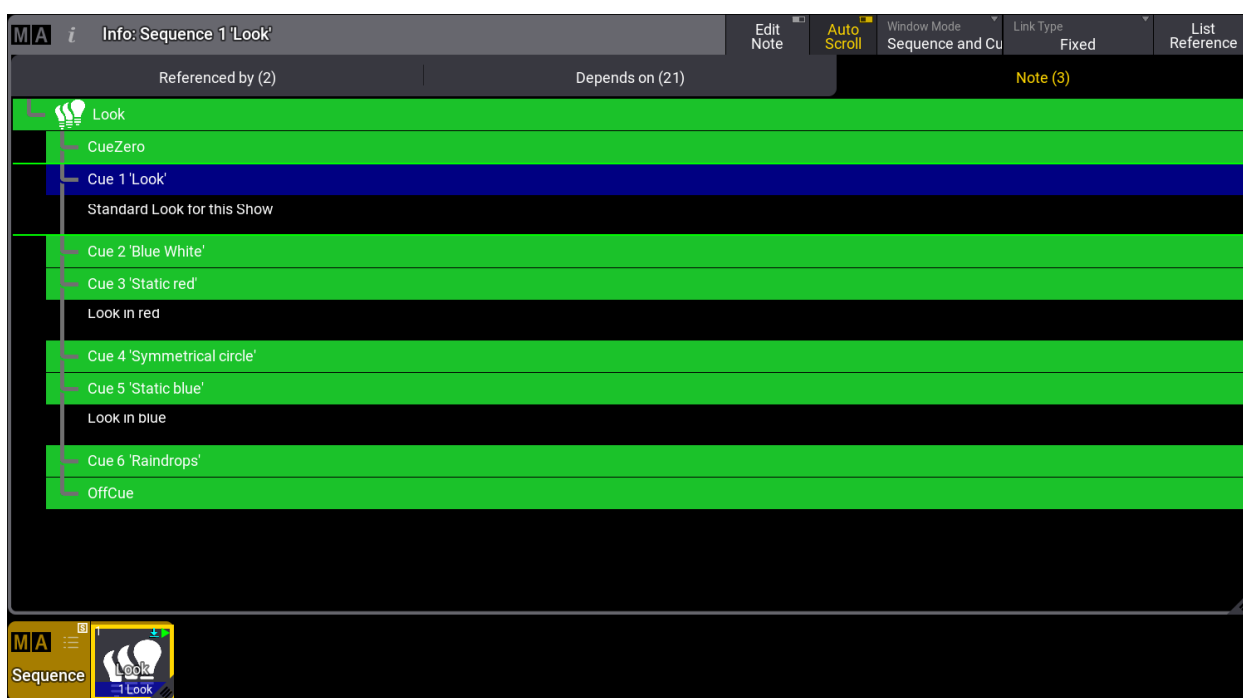 MA i Info: Sequence 1 'Look'
Edit Note
Auto Scroll
Window Mode
Sequence and Cu
Link Type
Fixed
List Reference
Referenced by (2)
Depends on (21)
Note (3)
Look
CueZero
Cue 1 'Look'
Standard Look for this Show
Cue 2 'Blue White'
Cue 3 'Static red'
Look in red
Cue 4 'Symmetrical circle'
Cue 5 'Static blue'
Look in blue
Cue 6 'Raindrops'
OffCue
MA
S
Sequence
1
Look
1 Look